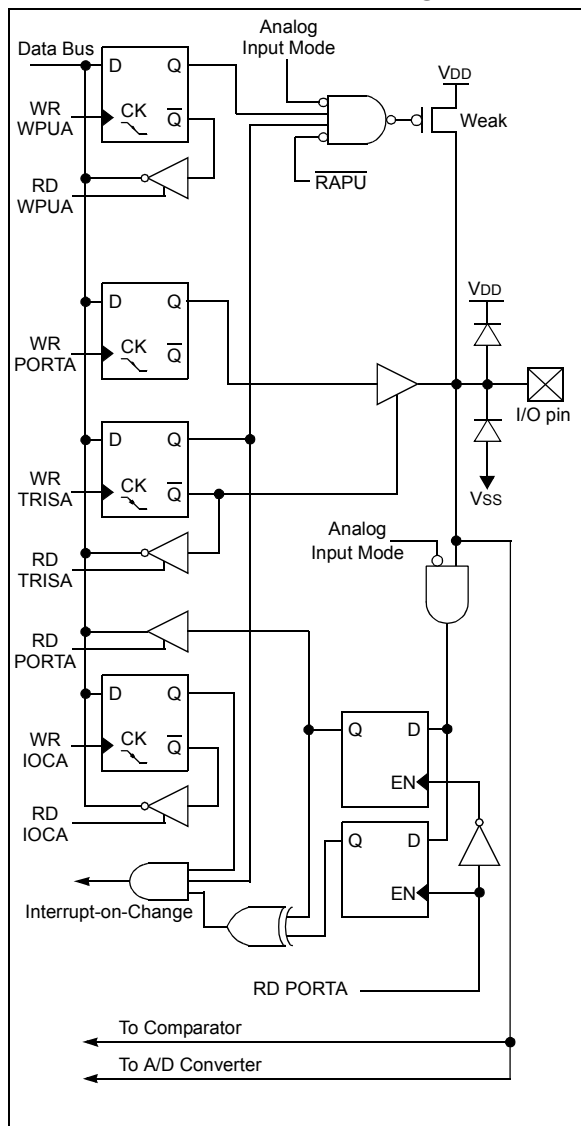 Analog
Input Mode
Data Bus
D Q
VDD
WR
WPUA
CK Q
Weak
RD
WPUA
RAPU
D Q
VDD
WR
PORTA
CK Q
I/O pin
D Q
WR
TRISA
CK Q
VSS
Analog
Input Mode
RD
TRISA
RD
PORTA
D Q
Q D
WR
IOCA
CK Q
EN
RD
IOCA
Q D
EN
Interrupt-on-Change
RD PORTA
To Comparator
To A/D Converter